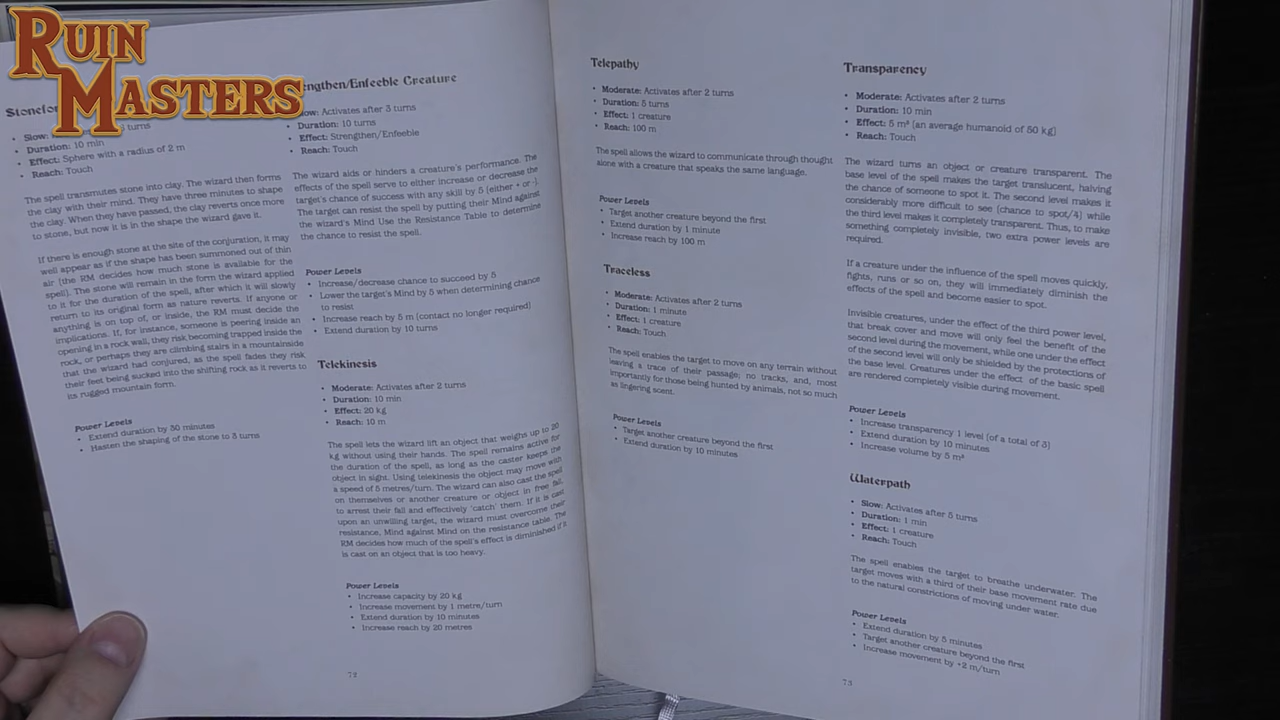 RUIN
MASTERS
Stonefor
• Slow: turns
• Duration: 10 min
• Effect: Sphere with a radius of 2 m
• Reach: Touch
The spell transmutes stone into clay. The wizard then forms
the clay with their mind. They have three minutes to shape
the clay. When they have passed, the clay reverts once more
to stone, but now it is in the shape the wizard gave it.
If there is enough stone at the site of the conjuration, it may
well appear as if the shape has been summoned out of thin
air (the RM decides how much stone is available for the
spell). The stone will remain in the form the wizard applied
to it for the duration of the spell, after which it will slowly
return to its original form as nature reverts. If anyone or
anything is on top of, or inside, the RM must decide the
implications. If, for instance, someone is peering inside an
opening in a rock wall, they risk becoming trapped inside the
rock, or perhaps they are climbing stairs in a mountainside
that the wizard had conjured, as the spell fades they risk
their feet being sucked into the shifting rock as it reverts to
its rugged mountain form.
Power Levels
• Extend duration by 30 minutes
• Hasten the shaping of the stone to 3 turns
engthen/Enfeeble Creature
low: Activates after 3 turns
• Duration: 10 turns
• Effect: Strengthen/Enfeeble
• Reach: Touch
The wizard aids or hinders a creature's performance. The
effects of the spell serve to either increase or decrease the
target's chance of success with any skill by 5 (either + or -).
The target can resist the spell by putting their Mind against
the wizard's Mind Use the Resistance Table to determine
the chance to resist the spell.
Power Levels
• Increase/decrease chance to succeed by 5
• Lower the target's Mind by 5 when determining chance
to resist
• Increase reach by 5 m (contact no longer required)
• Extend duration by 10 turns
Telekinesis
• Moderate: Activates after 2 turns
• Duration: 10 min
• Effect: 20 kg
• Reach: 10 m
The spell lets the wizard lift an object that weighs up to 20
kg without using their hands. The spell remains active for
the duration of the spell, as long as the caster keeps the
object in sight. Using telekinesis the object may move with
a speed of 5 metres/turn. The wizard can also cast the spell
on themselves or another creature or object in free fall,
to arrest their fall and effectively 'catch' them. If it is cast
upon an unwilling target, the wizard must overcome their
resistance, Mind against Mind on the resistance table. The
RM decides how much of the spell's effect is diminished if it
is cast on an object that is too heavy.
Power Levels
• Increase capacity by 20 kg
• Increase movement by 1 metre/turn
• Extend duration by 10 minutes
• Increase reach by 20 metres
72
Telepathy
• Moderate: Activates after 2 turns
• Duration: 5 turns
• Effect: 1 creature
• Reach: 100 m
The spell allows the wizard to communicate through thought
alone with a creature that speaks the same language.
Power Levels
• Target another creature beyond the first
• Extend duration by 1 minute
• Increase reach by 100 m
Traceless
• Moderate: Activates after 2 turns
• Duration: 1 minute
• Effect: 1 creature
• Reach: Touch
The spell enables the target to move on any terrain without
leaving a trace of their passage; no tracks, and, most
importantly for those being hunted by animals, not so much
as lingering scent.
Power Levels
• Target another creature beyond the first
• Extend duration by 10 minutes
Transparency
• Moderate: Activates after 2 turns
• Duration: 10 min
• Effect: 5 m³ (an average humanoid of 50 kg)
• Reach: Touch
The wizard turns an object or creature transparent. The
base level of the spell makes the target translucent, halving
the chance of someone to spot it. The second level makes it
considerably more difficult to see (chance to spot/4) while
the third level makes it completely transparent. Thus, to make
something completely invisible, two extra power levels are
required.
If a creature under the influence of the spell moves quickly,
fights, runs or so on, they will immediately diminish the
effects of the spell and become easier to spot.
Invisible creatures, under the effect of the third power level,
that break cover and move will only feel the benefit of the
second level during the movement, while one under the effect
of the second level will only be shielded by the protections of
the base level. Creatures under the effect of the basic spell
are rendered completely visible during movement.
Power Levels
• Increase transparency 1 level (of a total of 3)
• Extend duration by 10 minutes
• Increase volume by 5 m³
Waterpath
• Slow: Activates after 5 turns
• Duration: 1 min
• Effect: 1 creature
• Reach: Touch
The spell enables the target to breathe underwater. The
target moves with a third of their base movement rate due
to the natural constrictions of moving under water.
Power Levels
• Extend duration by 5 minutes
• Target another creature beyond the first
• Increase movement by +2 m/turn
73